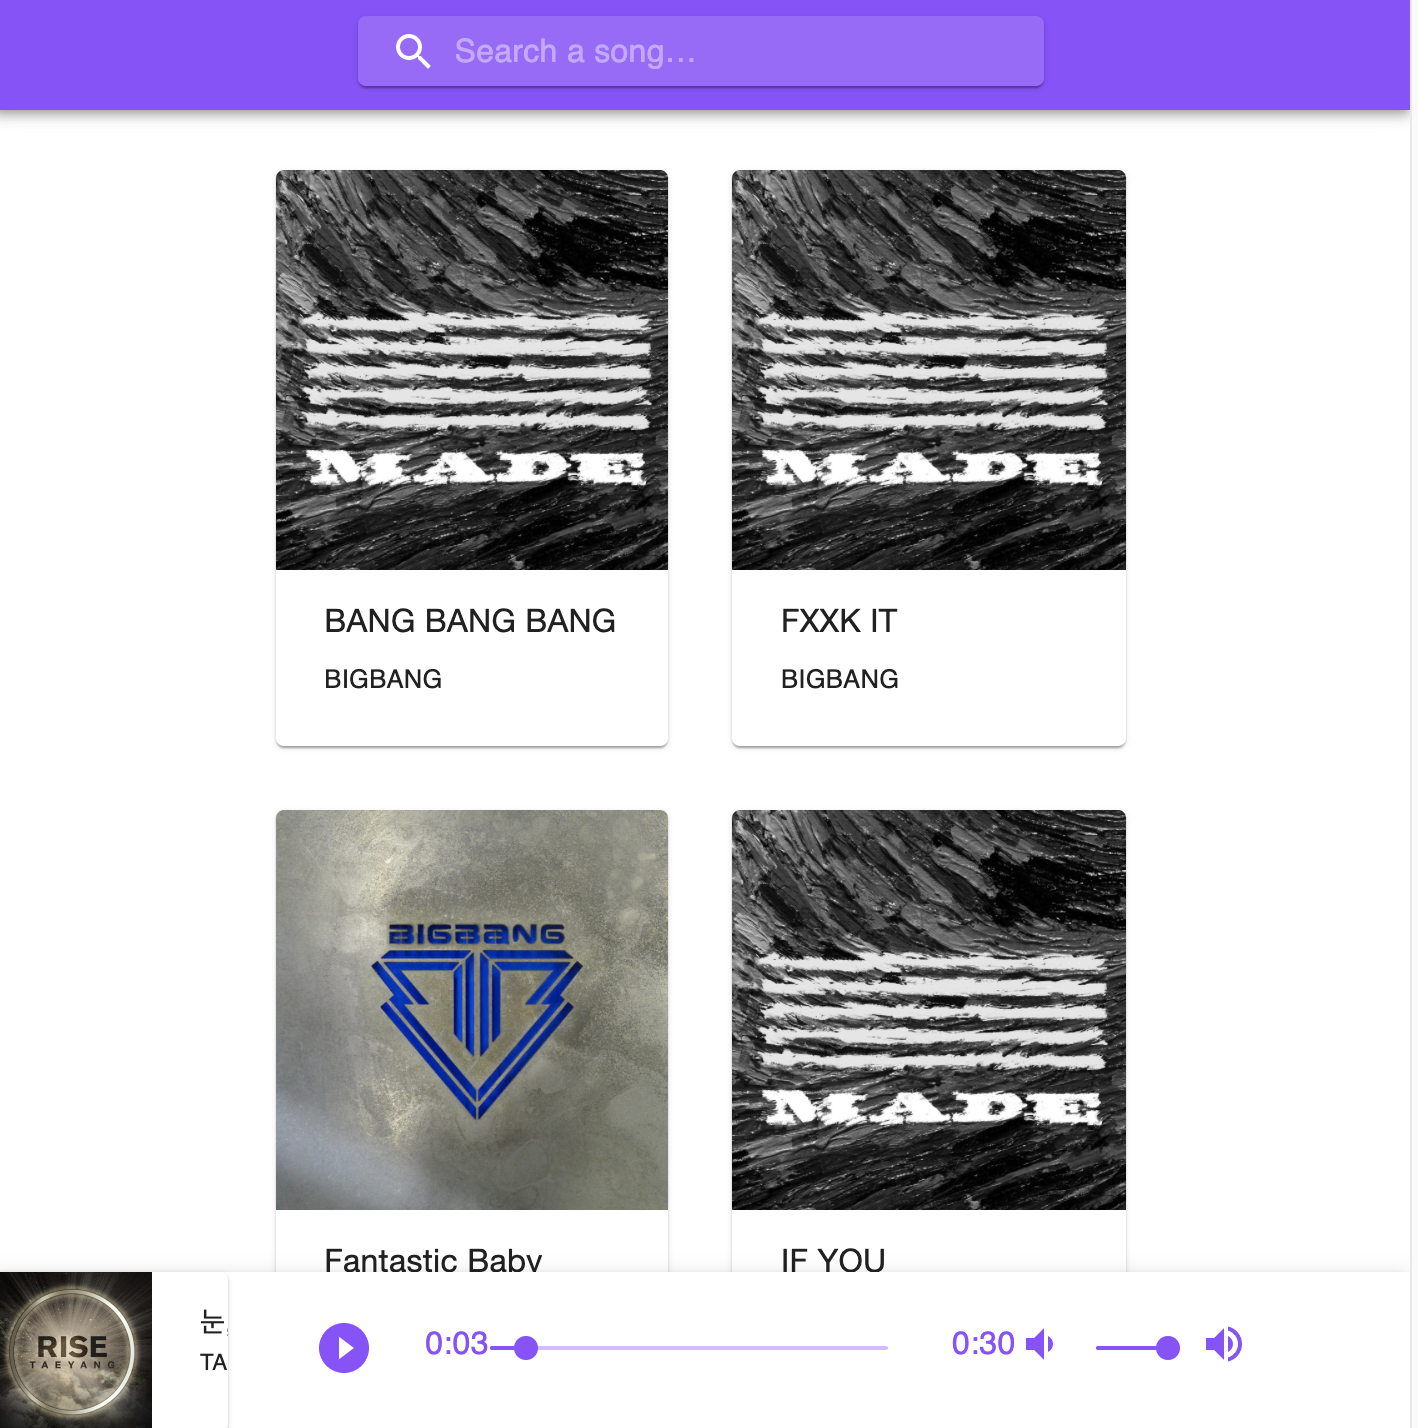 Search a song...
MADE
MADE
BANG BANG BANG
FXXK IT
BIGBANG
BIGBANG
BIGBANG
MADE
Fantastic Baby
IF YOU
RISE
TAEYANG
눈,
TA
0:03
0:30